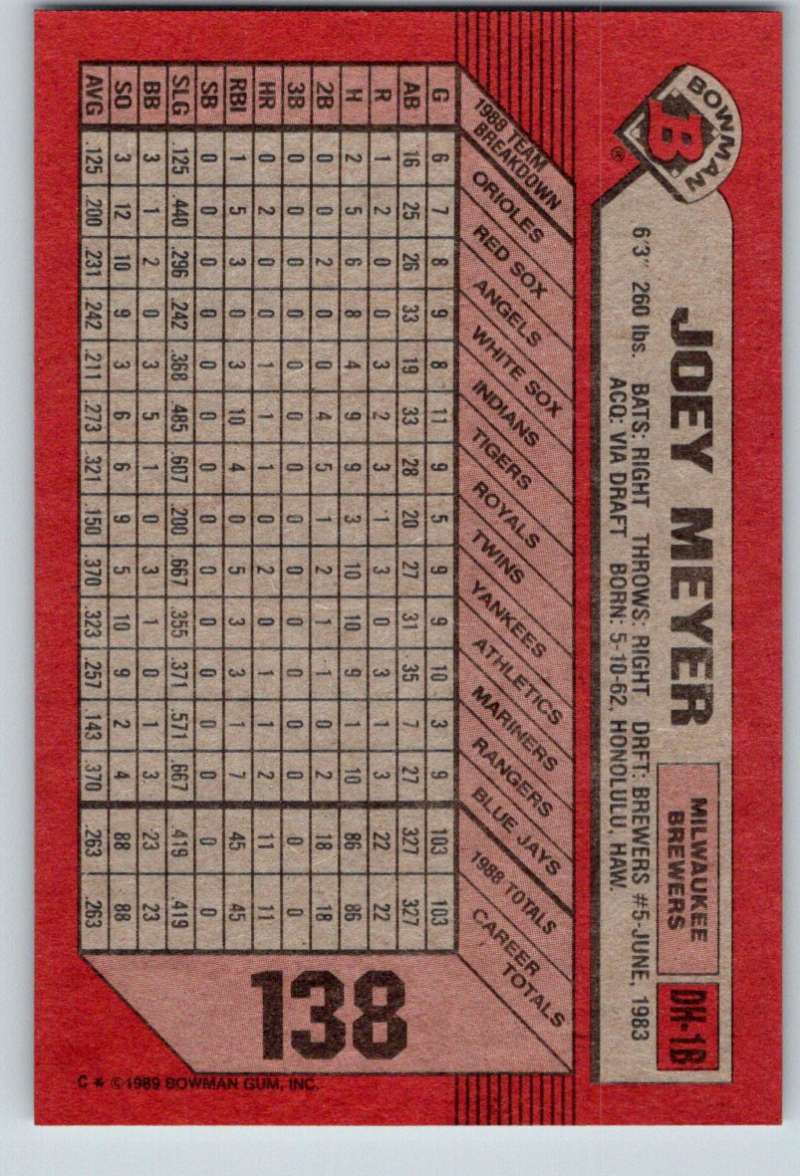 BOWMAN
B
®
JOEY MEYER
MILWAUKEE
BREWERS
DH-1B
6'3" 260 lbs. BATS: RIGHT THROWS: RIGHT DRFT: BREWERS #5-JUNE, 1983
ACQ: VIA DRAFT BORN: 5-10-62, HONOLULU, HAW.
1988 TEAM
BREAKDOWN
ORIOLES
RED SOX
ANGELS
WHITE SOX
INDIANS
TIGERS
ROYALS
TWINS
YANKEES
ATHLETICS
MARINERS
RANGERS
BLUE JAYS
1988 TOTALS
CAREER
TOTALS
G 6 7 8 9 8 11 9 5 9 9 10 3 9 103 103
AB 16 25 26 33 19 33 28 20 27 31 35 7 27 327 327
R 1 2 0 0 3 2 3 1 3 0 3 1 3 22 22
H 2 5 6 8 4 9 9 3 10 10 9 1 10 86 86
2B 0 0 2 0 0 4 5 1 2 1 1 0 2 18 18
3B 0 0 0 0 0 0 0 0 0 0 0 0 0 0 0
HR 0 2 0 0 1 1 1 0 2 0 1 1 2 11 11
RBI 1 5 3 0 3 10 4 0 5 3 3 1 7 45 45
SB 0 0 0 0 0 0 0 0 0 0 0 0 0 0 0
SLG .125 .440 .296 .242 .368 .485 .607 .200 .667 .355 .371 .571 .667 .419 .419
BB 3 1 2 0 3 5 1 0 3 1 0 1 3 23 23
SO 3 12 10 9 3 6 6 9 5 10 9 2 4 88 88
AVG .125 .200 .231 .242 .211 .273 .321 .150 .370 .323 .257 .143 .370 .263 .263
138
C * © 1989 BOWMAN GUM, INC.